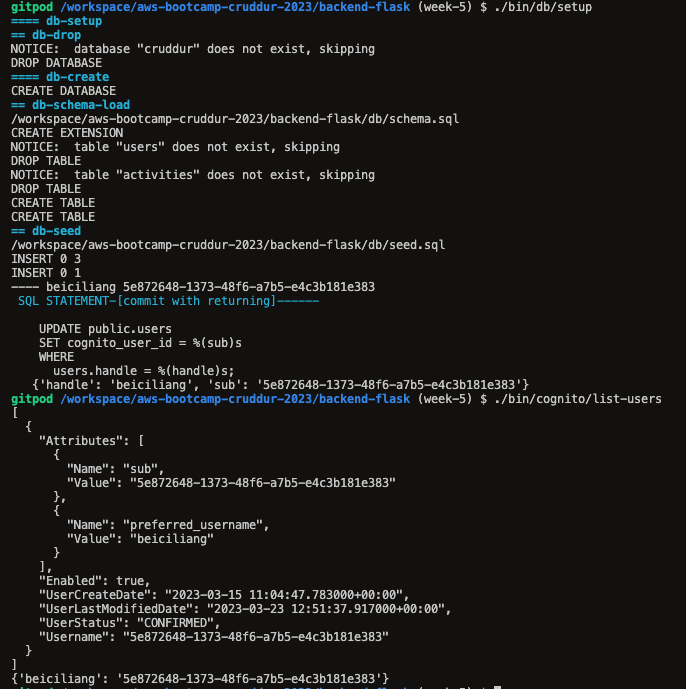 gitpod /workspace/aws-bootcamp-cruddur-2023/backend-flask (week-5) $ ./bin/db/setup
==== db-setup
== db-drop
NOTICE:  database "cruddur" does not exist, skipping
DROP DATABASE
==== db-create
CREATE DATABASE
== db-schema-load
/workspace/aws-bootcamp-cruddur-2023/backend-flask/db/schema.sql
CREATE EXTENSION
NOTICE:  table "users" does not exist, skipping
DROP TABLE
NOTICE:  table "activities" does not exist, skipping
DROP TABLE
CREATE TABLE
CREATE TABLE
== db-seed
/workspace/aws-bootcamp-cruddur-2023/backend-flask/db/seed.sql
INSERT 0 3
INSERT 0 1
---- beiciliang 5e872648-1373-48f6-a7b5-e4c3b181e383
 SQL STATEMENT-[commit with returning]------
    UPDATE public.users
    SET cognito_user_id = %(sub)s
    WHERE
      users.handle = %(handle)s;
   {'handle': 'beiciliang', 'sub': '5e872648-1373-48f6-a7b5-e4c3b181e383'}
gitpod /workspace/aws-bootcamp-cruddur-2023/backend-flask (week-5) $ ./bin/cognito/list-users
[
  {
    "Attributes": [
      {
        "Name": "sub",
        "Value": "5e872648-1373-48f6-a7b5-e4c3b181e383"
      },
      {
        "Name": "preferred_username",
        "Value": "beiciliang"
      }
    ],
    "Enabled": true,
    "UserCreateDate": "2023-03-15 11:04:47.783000+00:00",
    "UserLastModifiedDate": "2023-03-23 12:51:37.917000+00:00",
    "UserStatus": "CONFIRMED",
    "Username": "5e872648-1373-48f6-a7b5-e4c3b181e383"
  }
]
{'beiciliang': '5e872648-1373-48f6-a7b5-e4c3b181e383'}